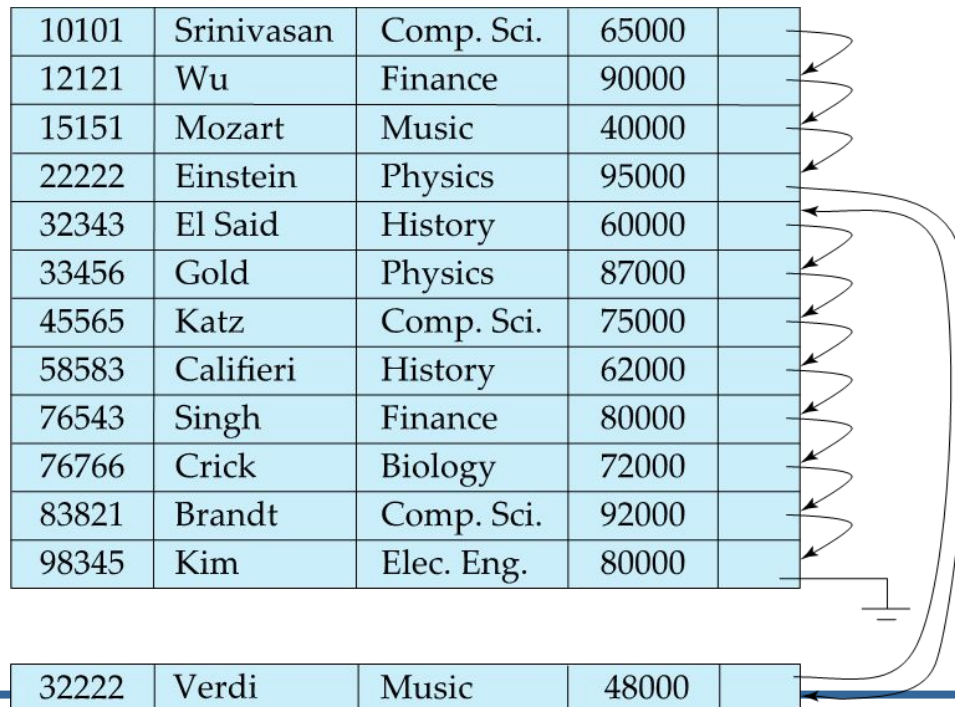 10101 Srinivasan Comp. Sci. 65000
12121 Wu Finance 90000
15151 Mozart Music 40000
22222 Einstein Physics 95000
32343 El Said History 60000
33456 Gold Physics 87000
45565 Katz Comp. Sci. 75000
58583 Califieri History 62000
76543 Singh Finance 80000
76766 Crick Biology 72000
83821 Brandt Comp. Sci. 92000
98345 Kim Elec. Eng. 80000
32222 Verdi Music 48000